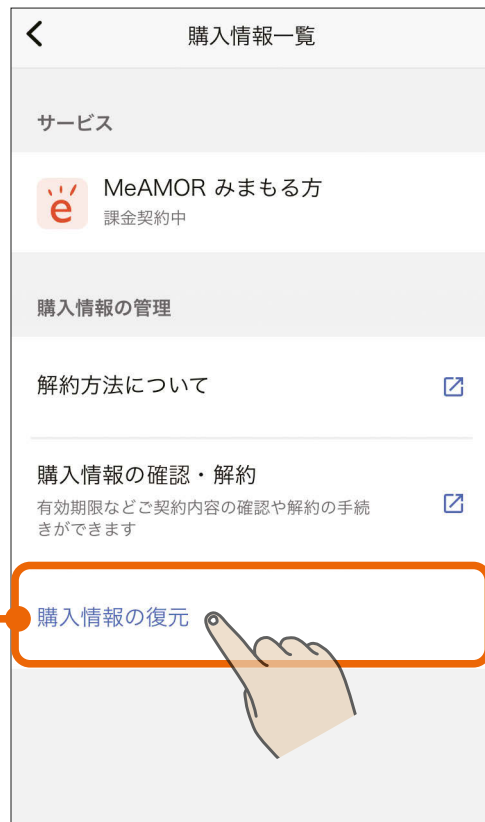 購入情報一覧
サービス
e
MeAMOR みまもる方
課金契約中
購入情報の管理
解約方法について
購入情報の確認・解約
有効期限などご契約内容の確認や解約の手続
きができます
購入情報の復元